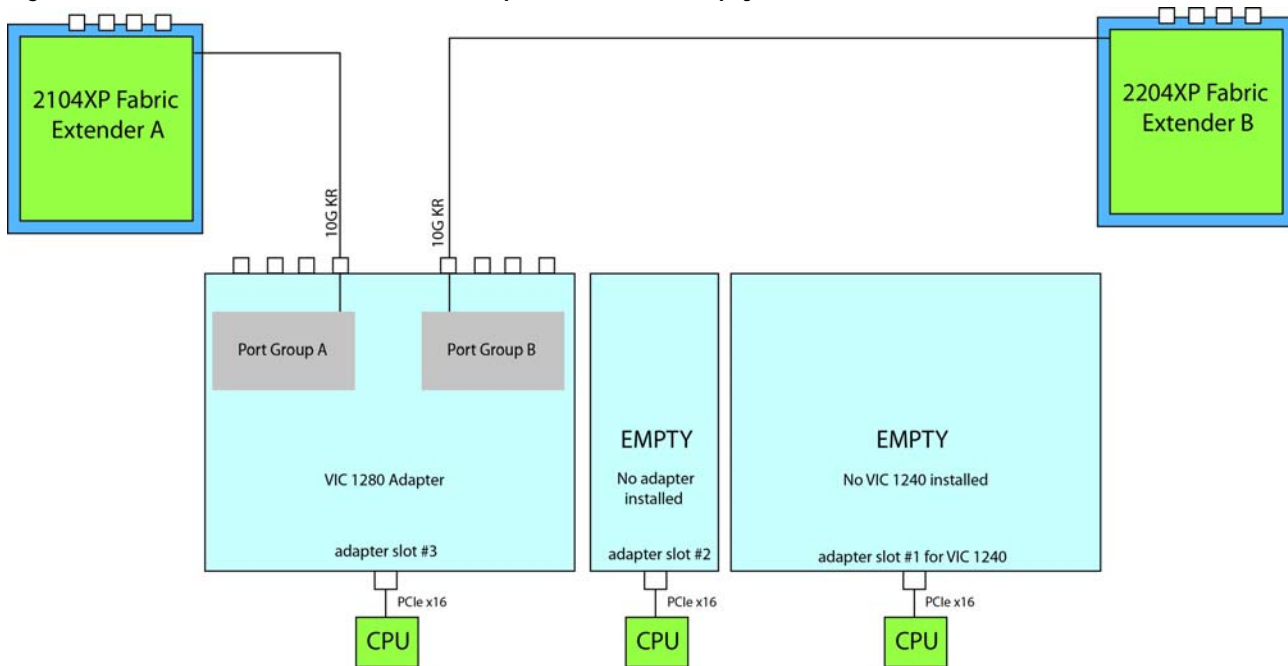 2104XP Fabric
Extender A
2204XP Fabric
Extender B
10G KR
10G KR
Port Group A
Port Group B
VIC 1280 Adapter
adapter slot #3
EMPTY
No adapter
installed
adapter slot #2
EMPTY
No VIC 1240 installed
adapter slot #1 for VIC 1240
PCIe x16
PCIe x16
PCIe x16
CPU
CPU
CPU